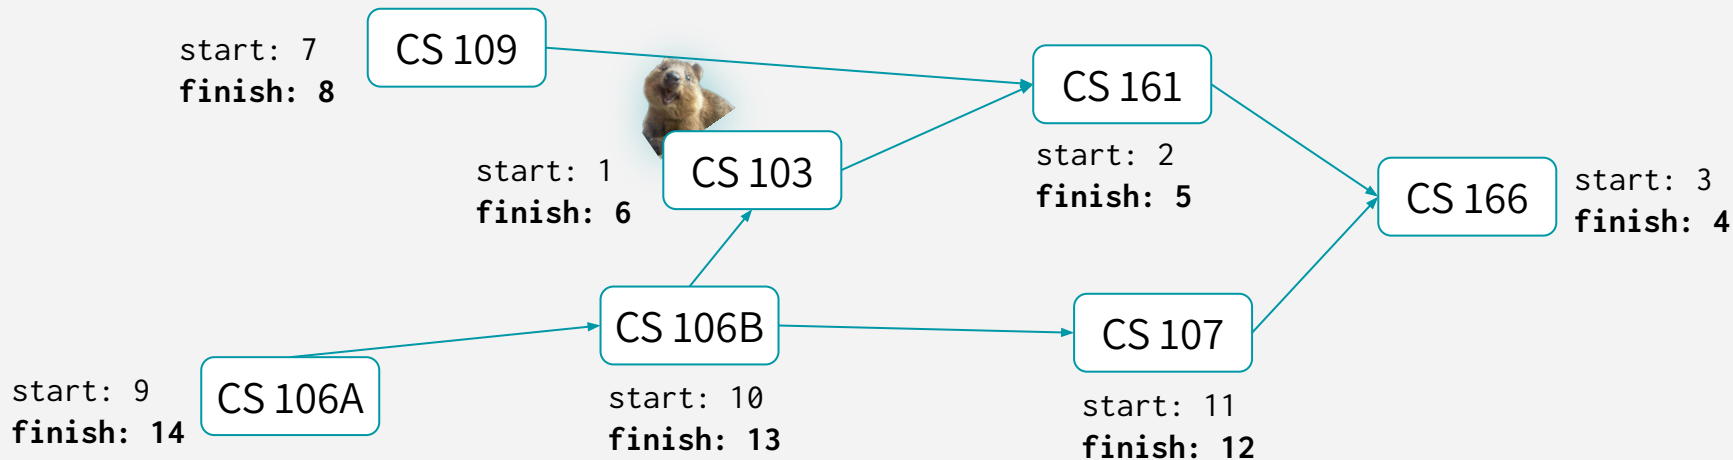 start: 7
finish: 8
CS 109
CS 161
start: 2
finish: 5
start: 1
finish: 6
CS 103
CS 166
start: 3
finish: 4
CS 106B
start: 10
finish: 13
CS 107
start: 11
finish: 12
start: 9
finish: 14
CS 106A